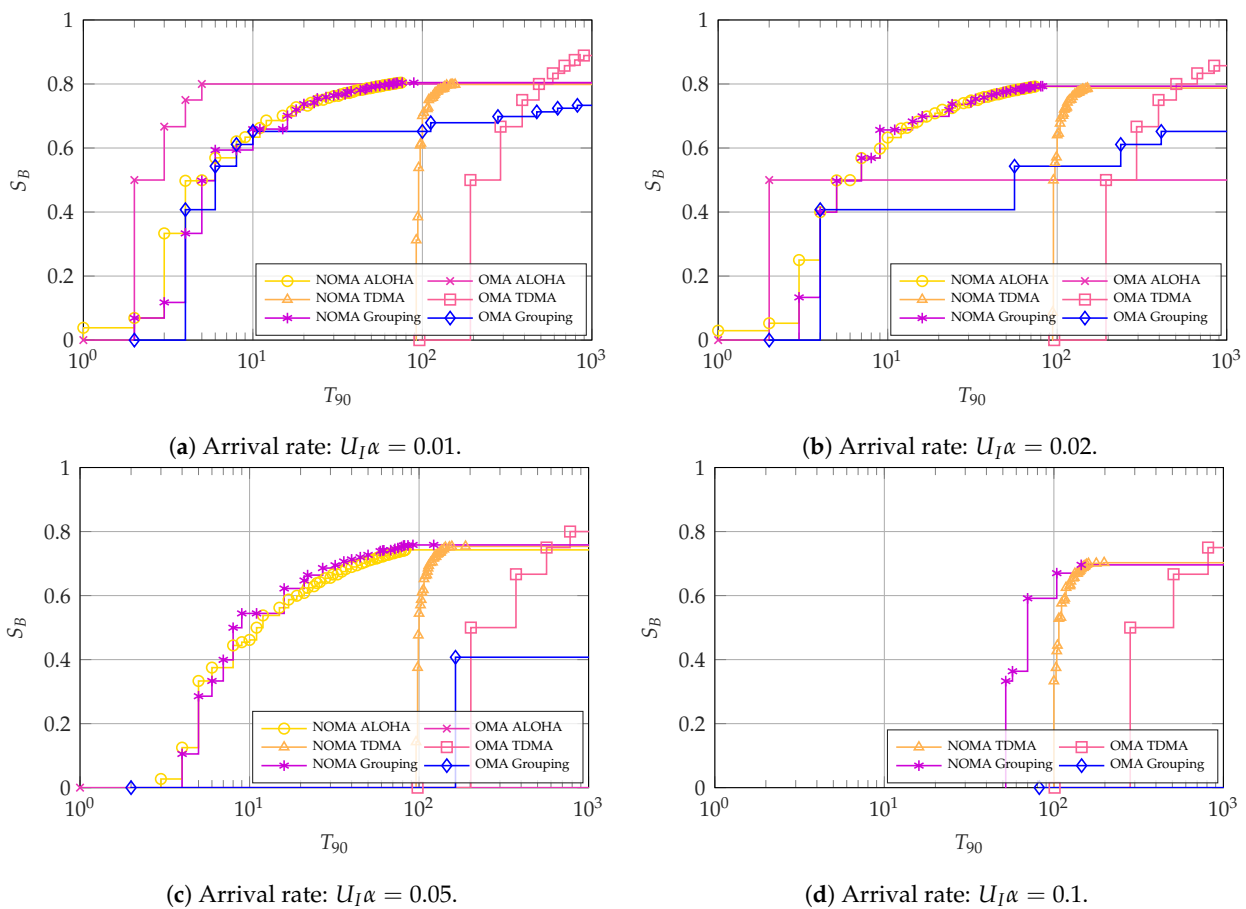 1
0.8
0.6
0.4
0.2
0
S_B
NOMA ALOHA
OMA ALOHA
NOMA TDMA
OMA TDMA
NOMA Grouping
OMA Grouping
10^0
10^1
10^2
10^3
T_90
(a) Arrival rate: U_Iα = 0.01.
1
0.8
0.6
0.4
0.2
0
S_B
NOMA ALOHA
OMA ALOHA
NOMA TDMA
OMA TDMA
NOMA Grouping
OMA Grouping
10^0
10^1
10^2
10^3
T_90
(b) Arrival rate: U_Iα = 0.02.
1
0.8
0.6
0.4
0.2
0
S_B
NOMA ALOHA
OMA ALOHA
NOMA TDMA
OMA TDMA
NOMA Grouping
OMA Grouping
10^0
10^1
10^2
10^3
T_90
(c) Arrival rate: U_Iα = 0.05.
1
0.8
0.6
0.4
0.2
0
S_B
NOMA TDMA
OMA TDMA
NOMA Grouping
OMA Grouping
10^0
10^1
10^2
10^3
T_90
(d) Arrival rate: U_Iα = 0.1.